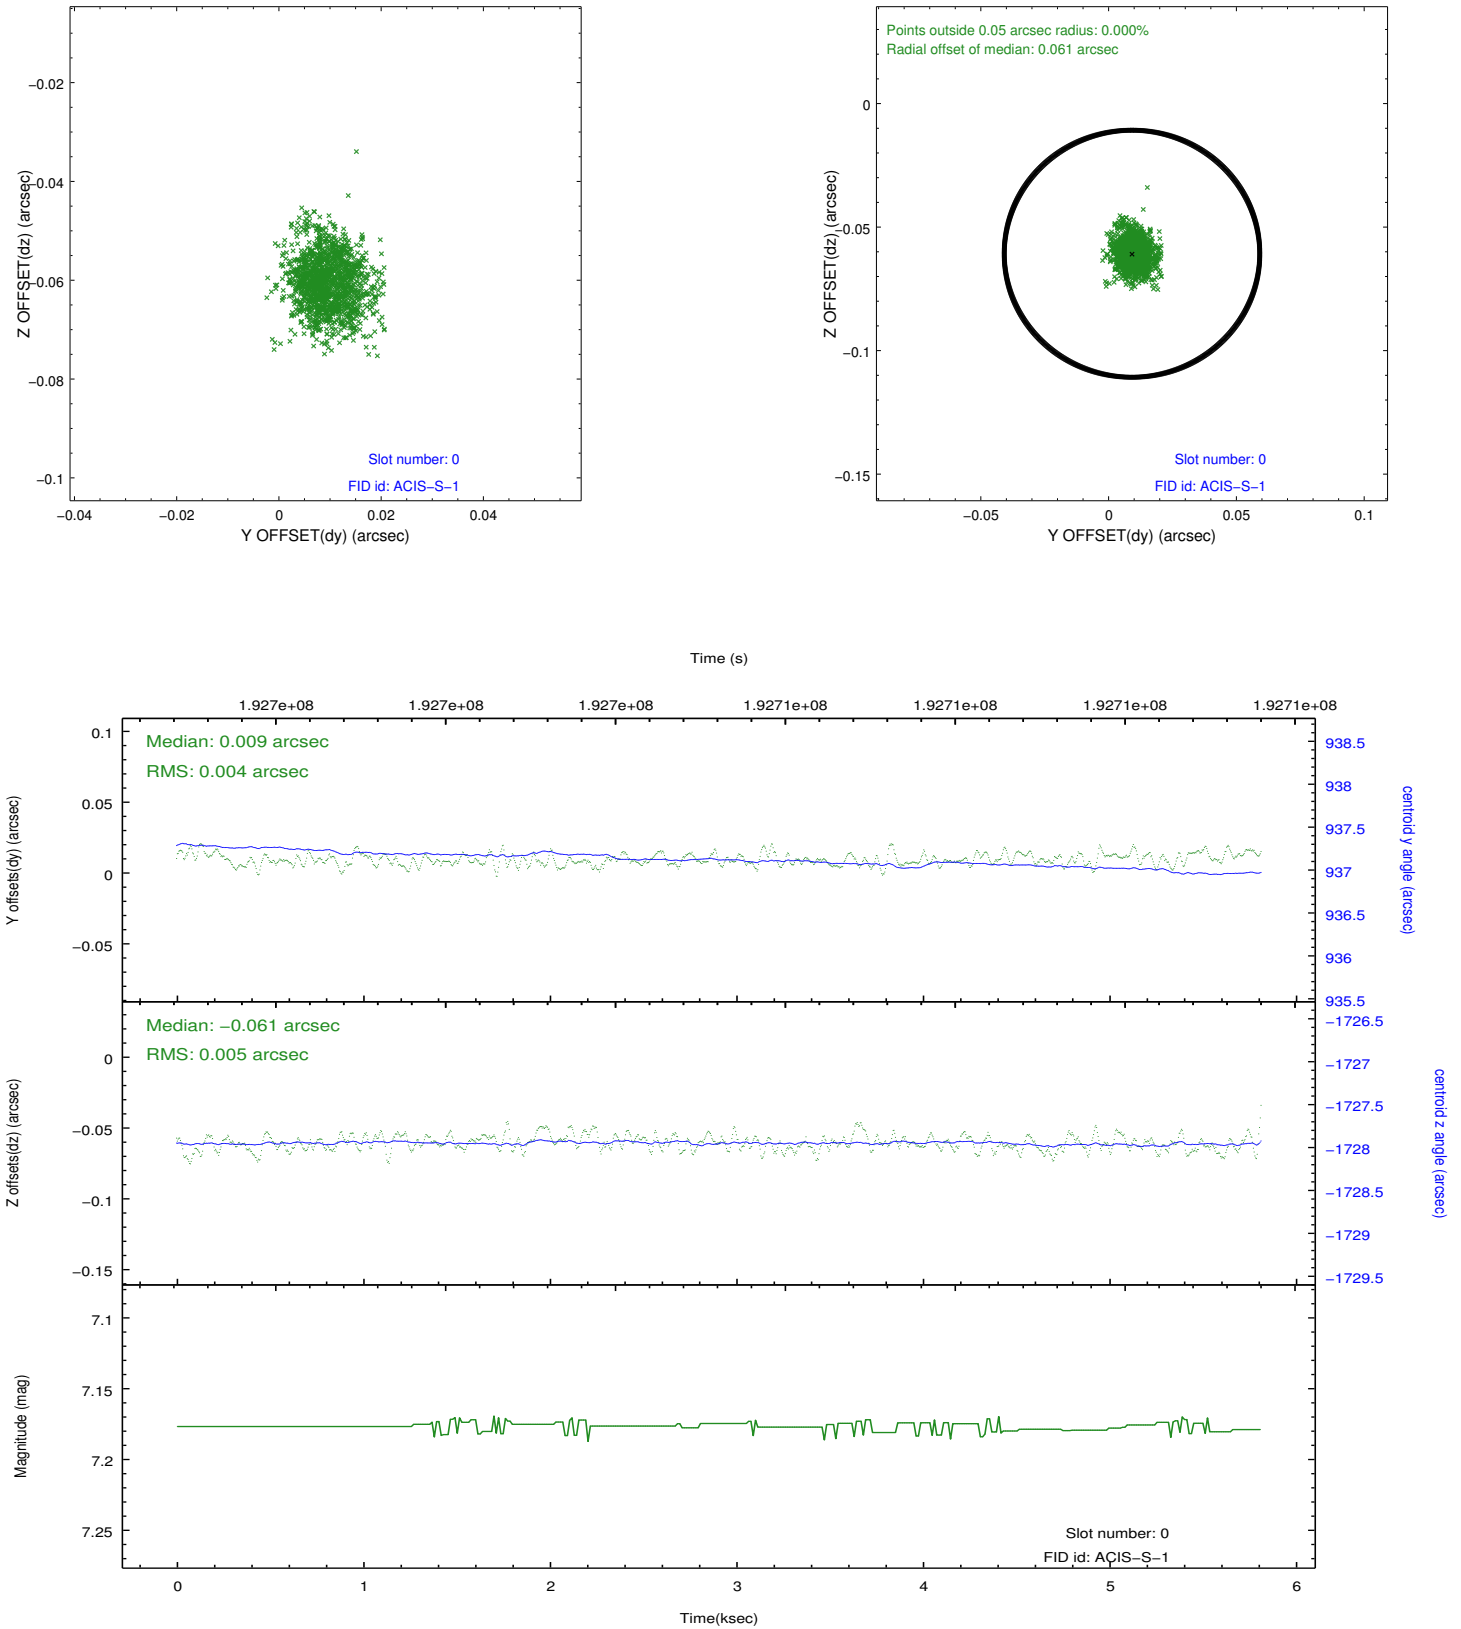 −0.02
−0.04
−0.06
−0.08
−0.1
Z OFFSET(dz) (arcsec)
Slot number: 0
FID id: ACIS−S−1
−0.04 −0.02 0 0.02 0.04
Y OFFSET(dy) (arcsec)
Points outside 0.05 arcsec radius: 0.000%
Radial offset of median: 0.061 arcsec
0
−0.05
−0.1
−0.15
Z OFFSET(dz) (arcsec)
Slot number: 0
FID id: ACIS−S−1
−0.05 0 0.05 0.1
Y OFFSET(dy) (arcsec)
Time (s)
1.927e+08 1.927e+08 1.927e+08 1.9271e+08 1.9271e+08 1.9271e+08 1.9271e+08
Median: 0.009 arcsec
RMS: 0.004 arcsec
0.1
0.05
0
−0.05
Y offsets(dy) (arcsec)
938.5
938
937.5
937
936.5
936
935.5
centroid y angle (arcsec)
Median: −0.061 arcsec
RMS: 0.005 arcsec
0
−0.05
−0.1
−0.15
Z offsets(dz) (arcsec)
−1726.5
−1727
−1727.5
−1728
−1728.5
−1729
−1729.5
centroid z angle (arcsec)
7.1
7.15
7.2
7.25
Magnitude (mag)
Slot number: 0
FID id: ACIS−S−1
0 1 2 3 4 5 6
Time(ksec)